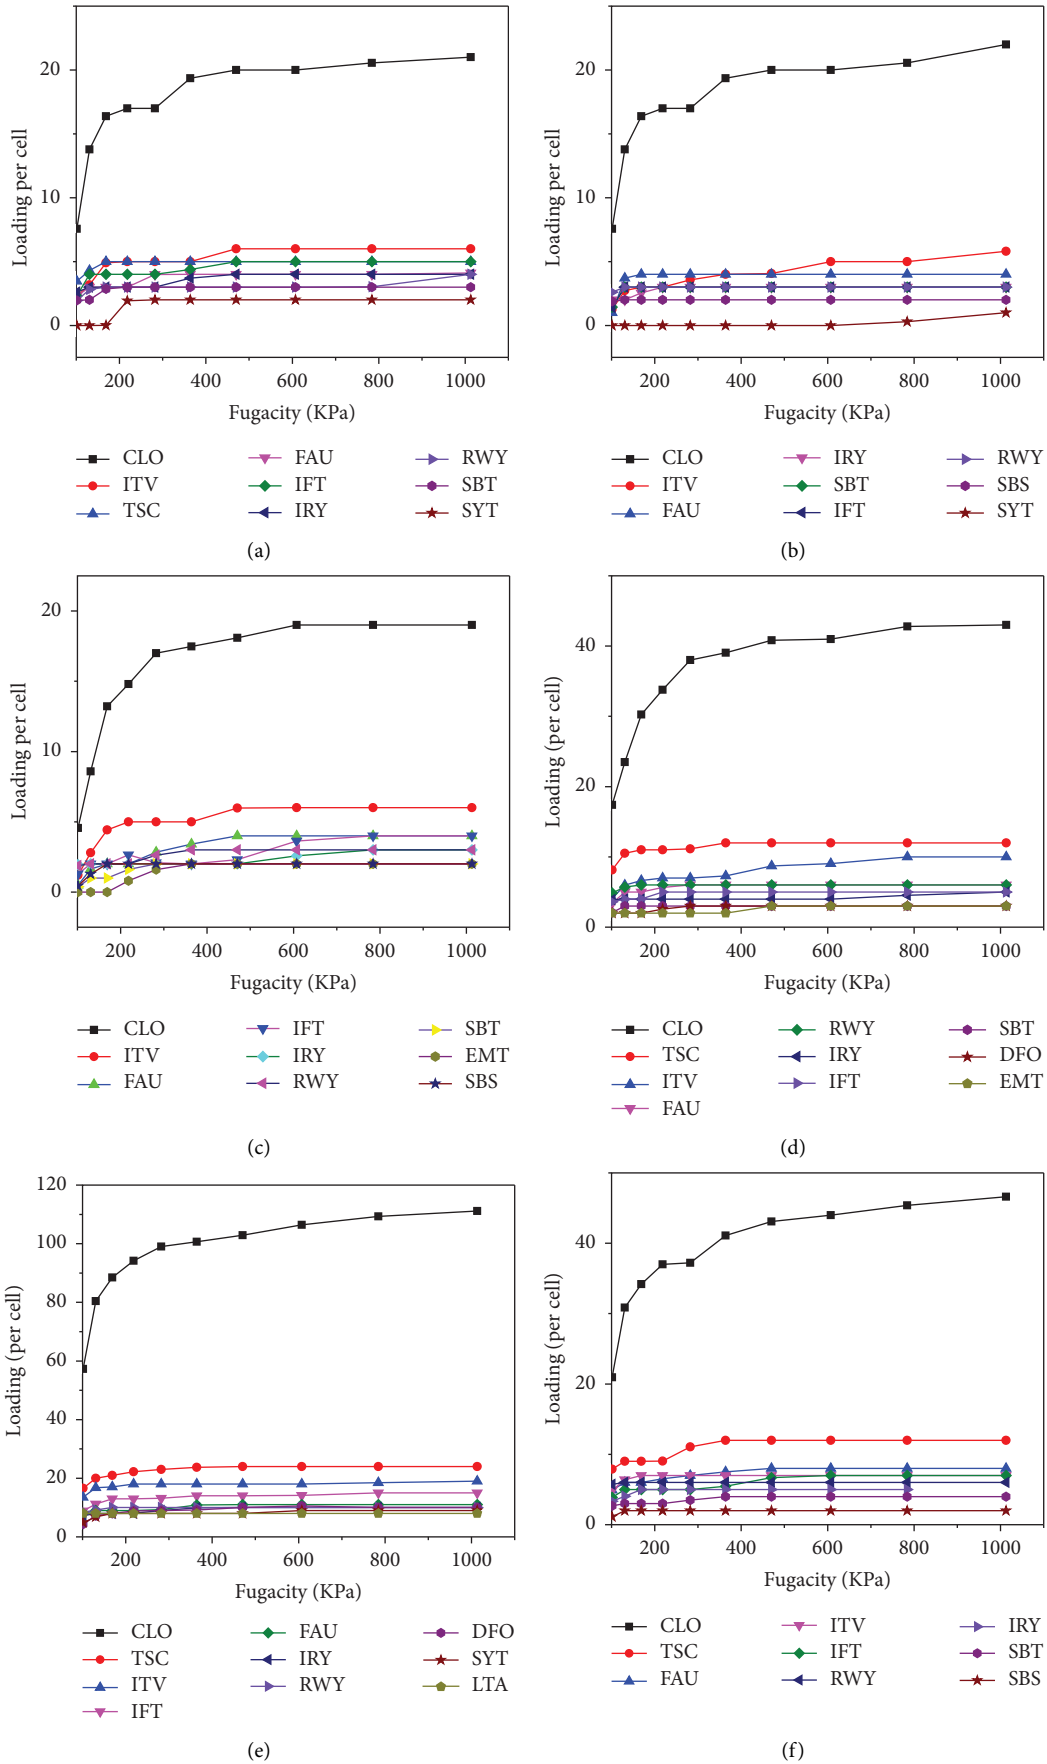 20
10
0
Loading per cell
200 400 600 800 1000
Fugacity (KPa)
CLO FAU RWY
ITV IFT SBT
TSC IRY SYT
(a)
20
10
0
Loading per cell
200 400 600 800 1000
Fugacity (KPa)
CLO IRY RWY
ITV SBT SBS
FAU IFT SYT
(b)
20
10
0
Loading per cell
200 400 600 800 1000
Fugacity (KPa)
CLO IFT SBT
ITV IRY EMT
FAU RWY SBS
(c)
40
20
0
Loading (per cell)
200 400 600 800 1000
Fugacity (KPa)
CLO RWY SBT
TSC IRY DFO
ITV IFT EMT
FAU
(d)
120
100
80
60
40
20
0
Loading (per cell)
200 400 600 800 1000
Fugacity (KPa)
CLO FAU DFO
TSC IRY SYT
ITV RWY LTA
IFT
(e)
40
20
0
Loading (per cell)
200 400 600 800 1000
Fugacity (KPa)
CLO ITV IRY
TSC IFT SBT
FAU RWY SBS
(f)